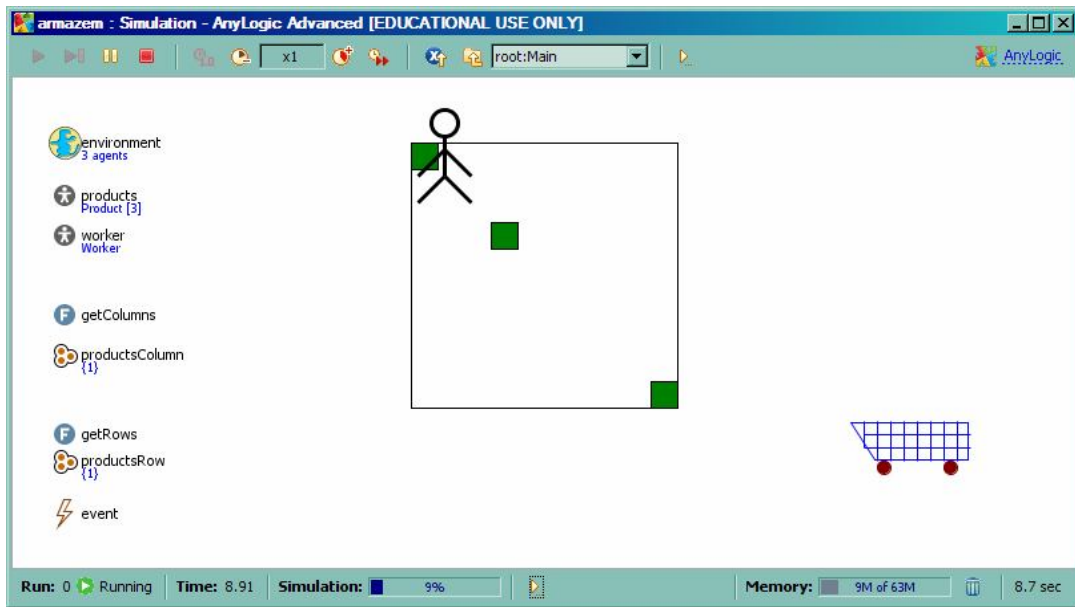 armazem : Simulation - AnyLogic Advanced [EDUCATIONAL USE ONLY]
x1 root:Main AnyLogic
environment
3 agents
products
Product [3]
worker
Worker
getColumns
productsColumn
{1}
getRows
productsRow
{1}
event
Run: 0 Running Time: 8.91 Simulation: 9% Memory: 9M of 63M 8.7 sec